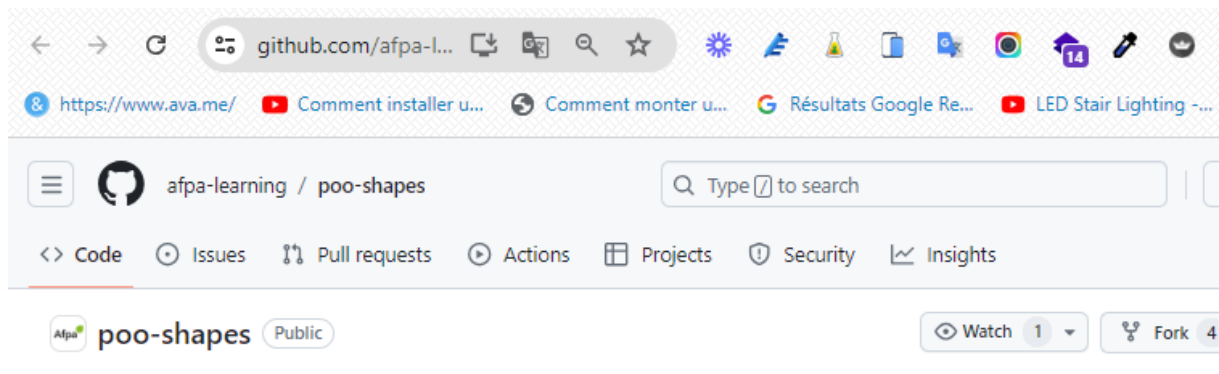 github.com/afpa-l...
14
https://www.ava.me/ Comment installer u... Comment monter u... Résultats Google Re... LED Stair Lighting -...
afpa-learning / poo-shapes Type / to search
<> Code Issues Pull requests Actions Projects Security Insights
Afpa poo-shapes Public Watch 1 Fork 4